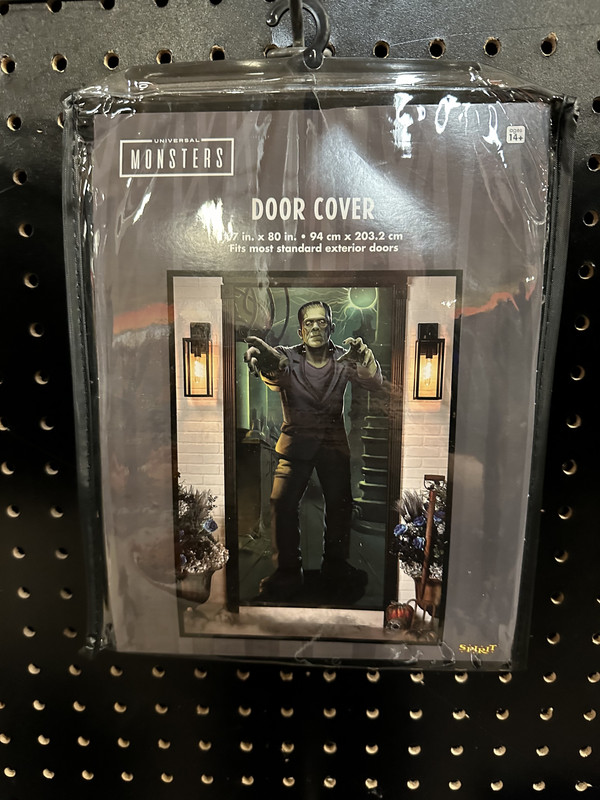 UNIVERSAL
MONSTERS
AGES
14+
DOOR COVER
7 in. x 80 in. • 94 cm x 203.2 cm
Fits most standard exterior doors
SPIRIT